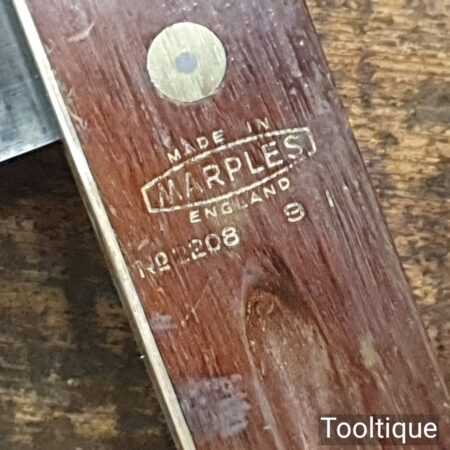 MADE IN
MARPLES
ENGLAND
No 2208 9"
Tooltique